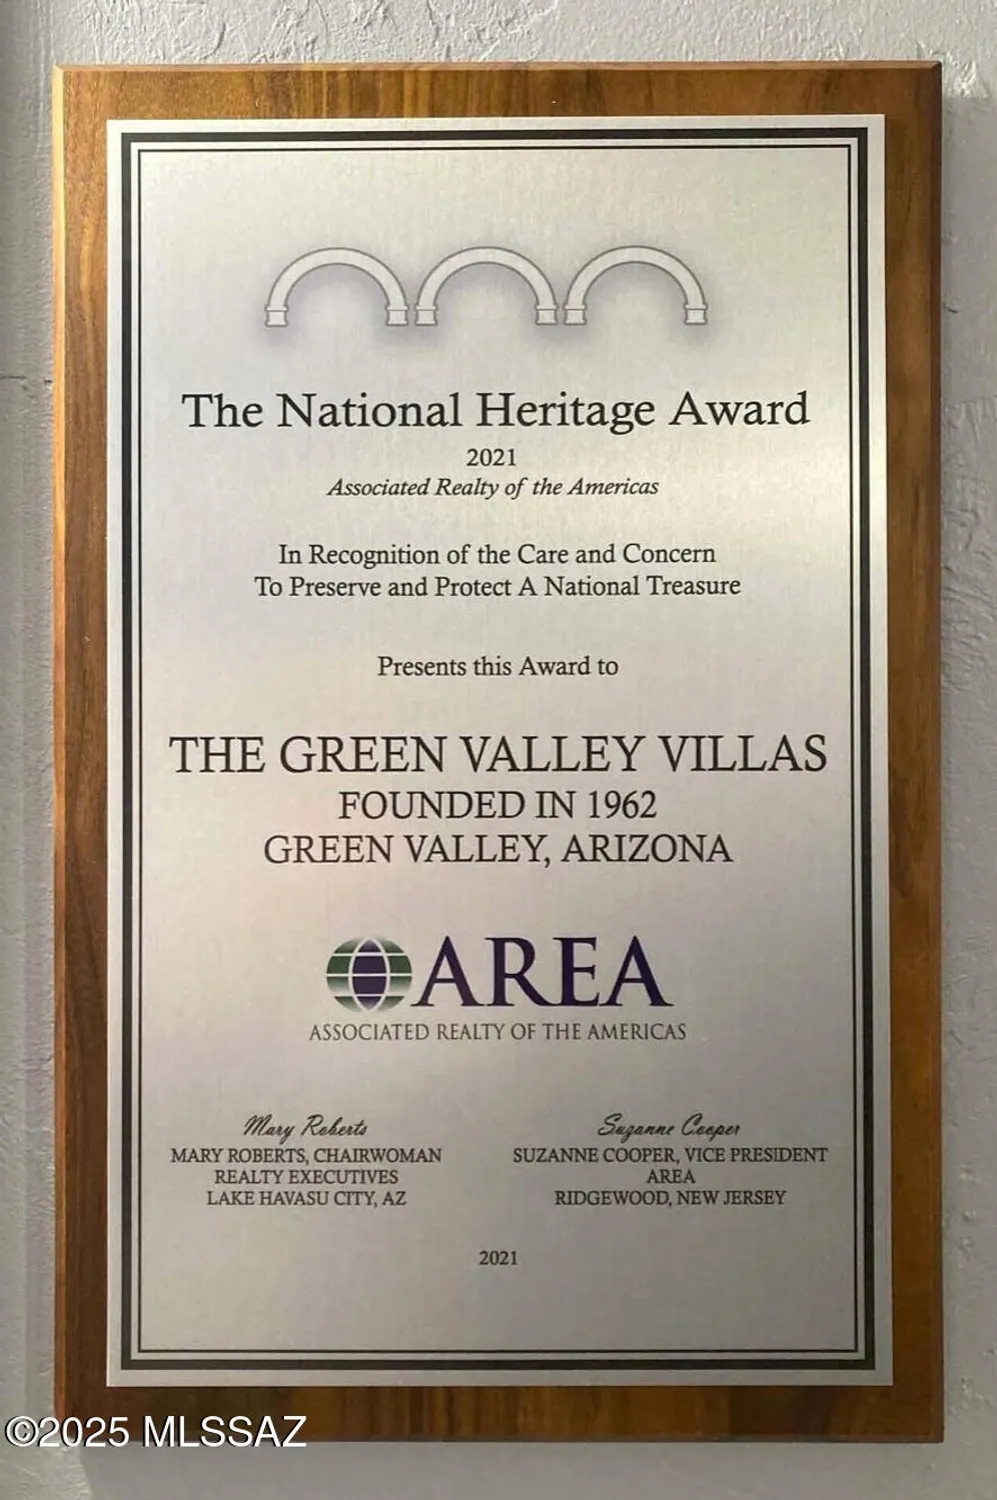 The National Heritage Award
2021
Associated Realty of the Americas
In Recognition of the Care and Concern
To Preserve and Protect A National Treasure
Presents this Award to
THE GREEN VALLEY VILLAS
FOUNDED IN 1962
GREEN VALLEY, ARIZONA
AREA
ASSOCIATED REALTY OF THE AMERICAS
Mary Roberts
MARY ROBERTS, CHAIRWOMAN
REALTY EXECUTIVES
LAKE HAVASU CITY, AZ
Suzanne Cooper
SUZANNE COOPER, VICE PRESIDENT
AREA
RIDGEWOOD, NEW JERSEY
2021
©2025 MLSSAZ